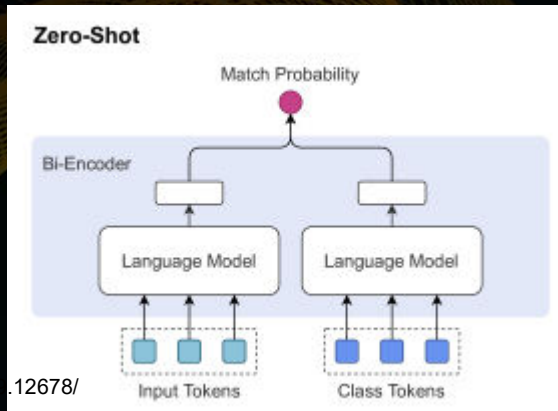 Zero-Shot
Match Probability
Bi-Encoder
Language Model
Language Model
Input Tokens
Class Tokens
.12678/